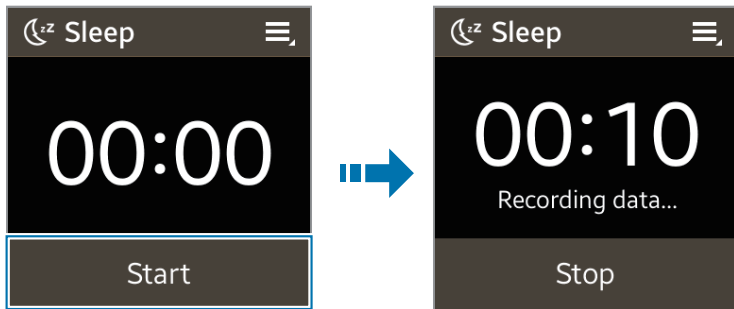 Sleep
00:00
Start
Sleep
00:10
Recording data...
Stop